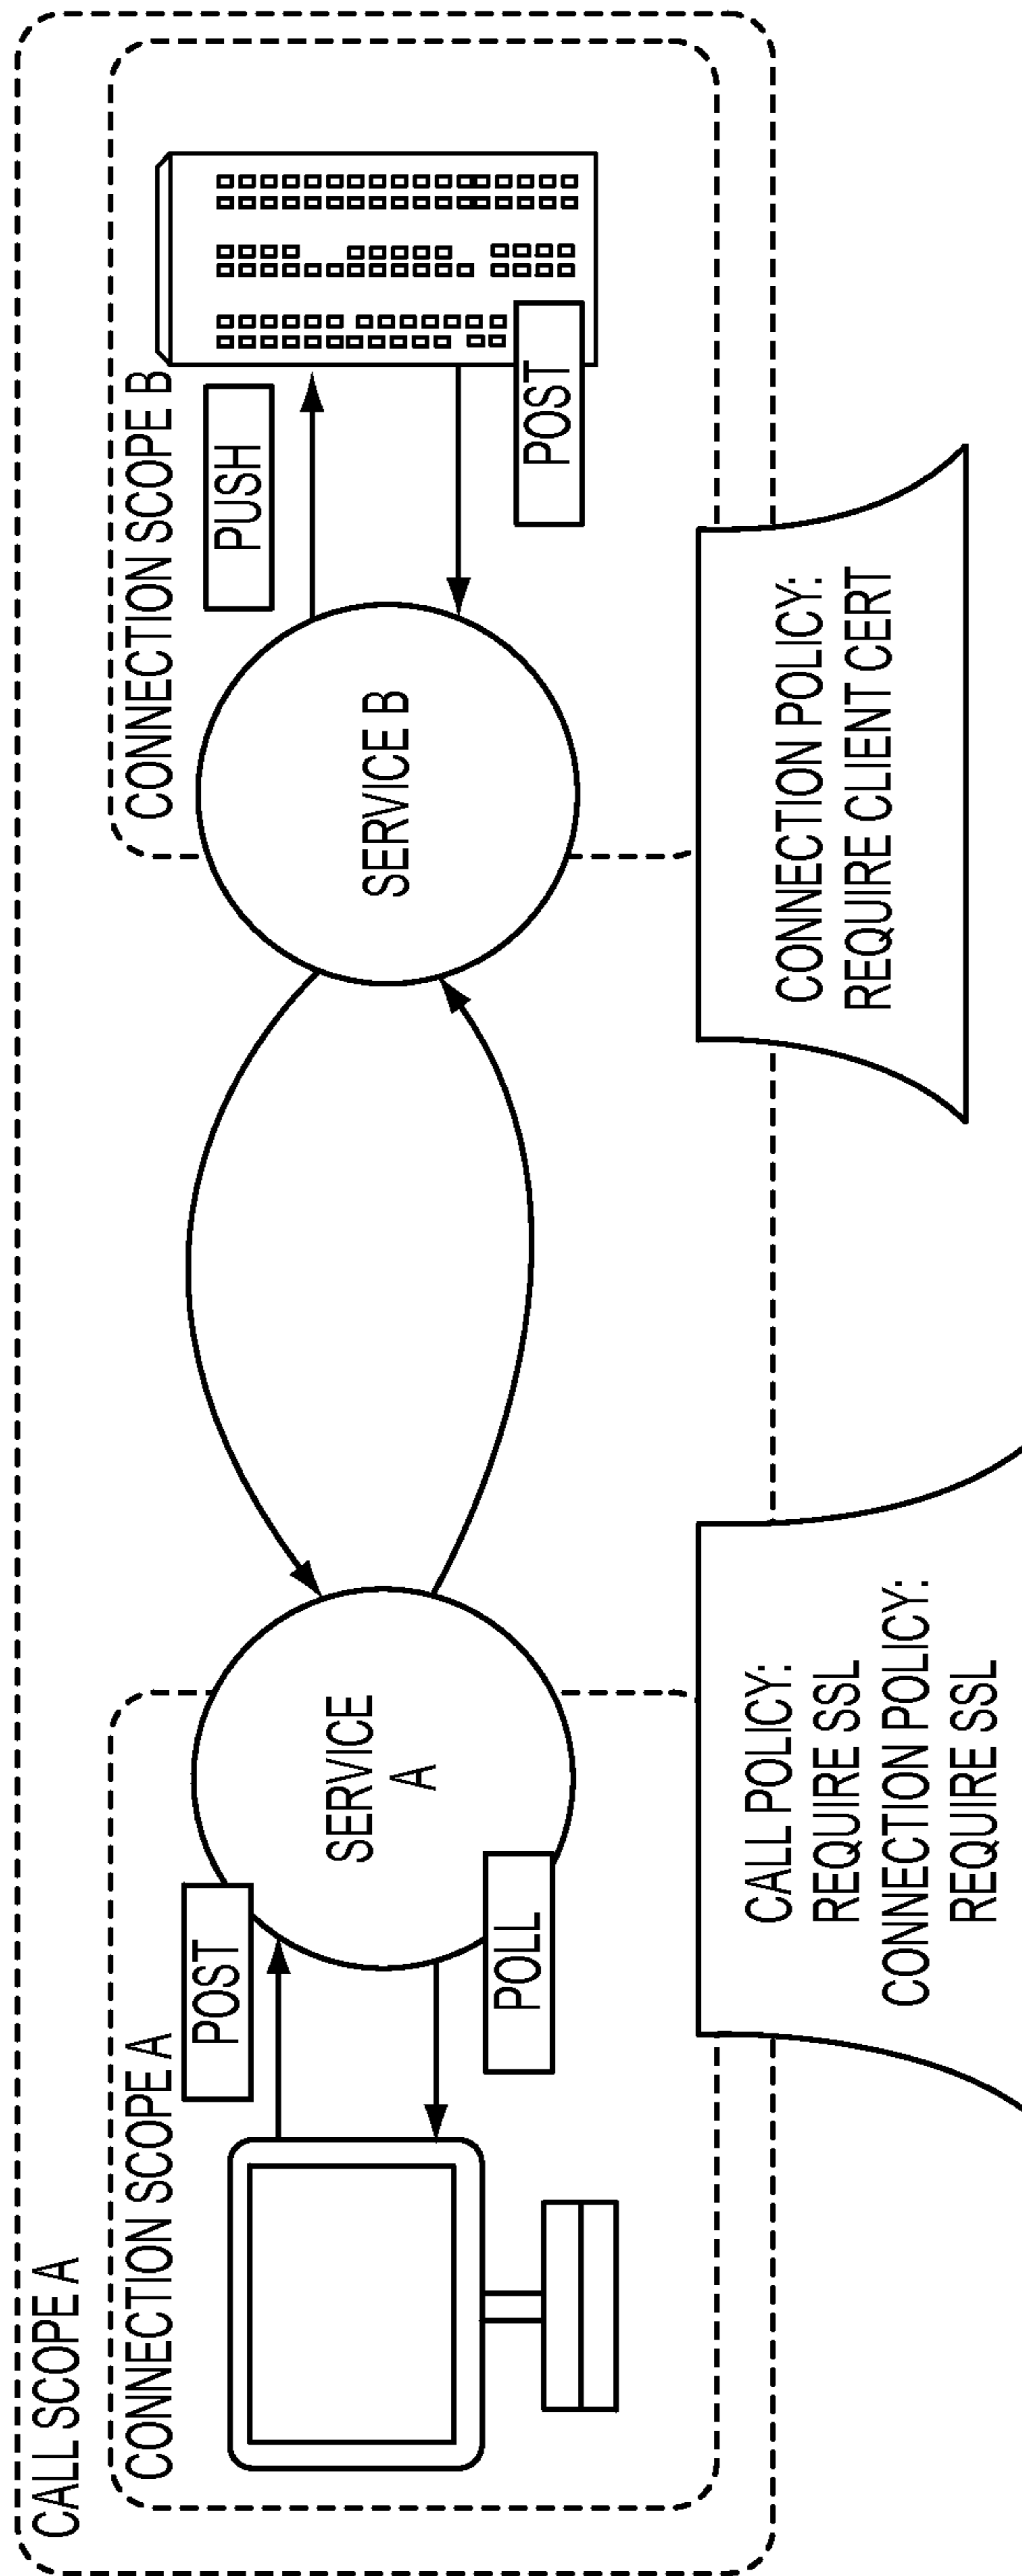 CALL SCOPE A
CONNECTION SCOPE A
POST
SERVICE
A
POLL
CALL POLICY:
REQUIRE SSL
CONNECTION POLICY:
REQUIRE SSL
CONNECTION SCOPE B
PUSH
SERVICE B
POST
CONNECTION POLICY:
REQUIRE CLIENT CERT